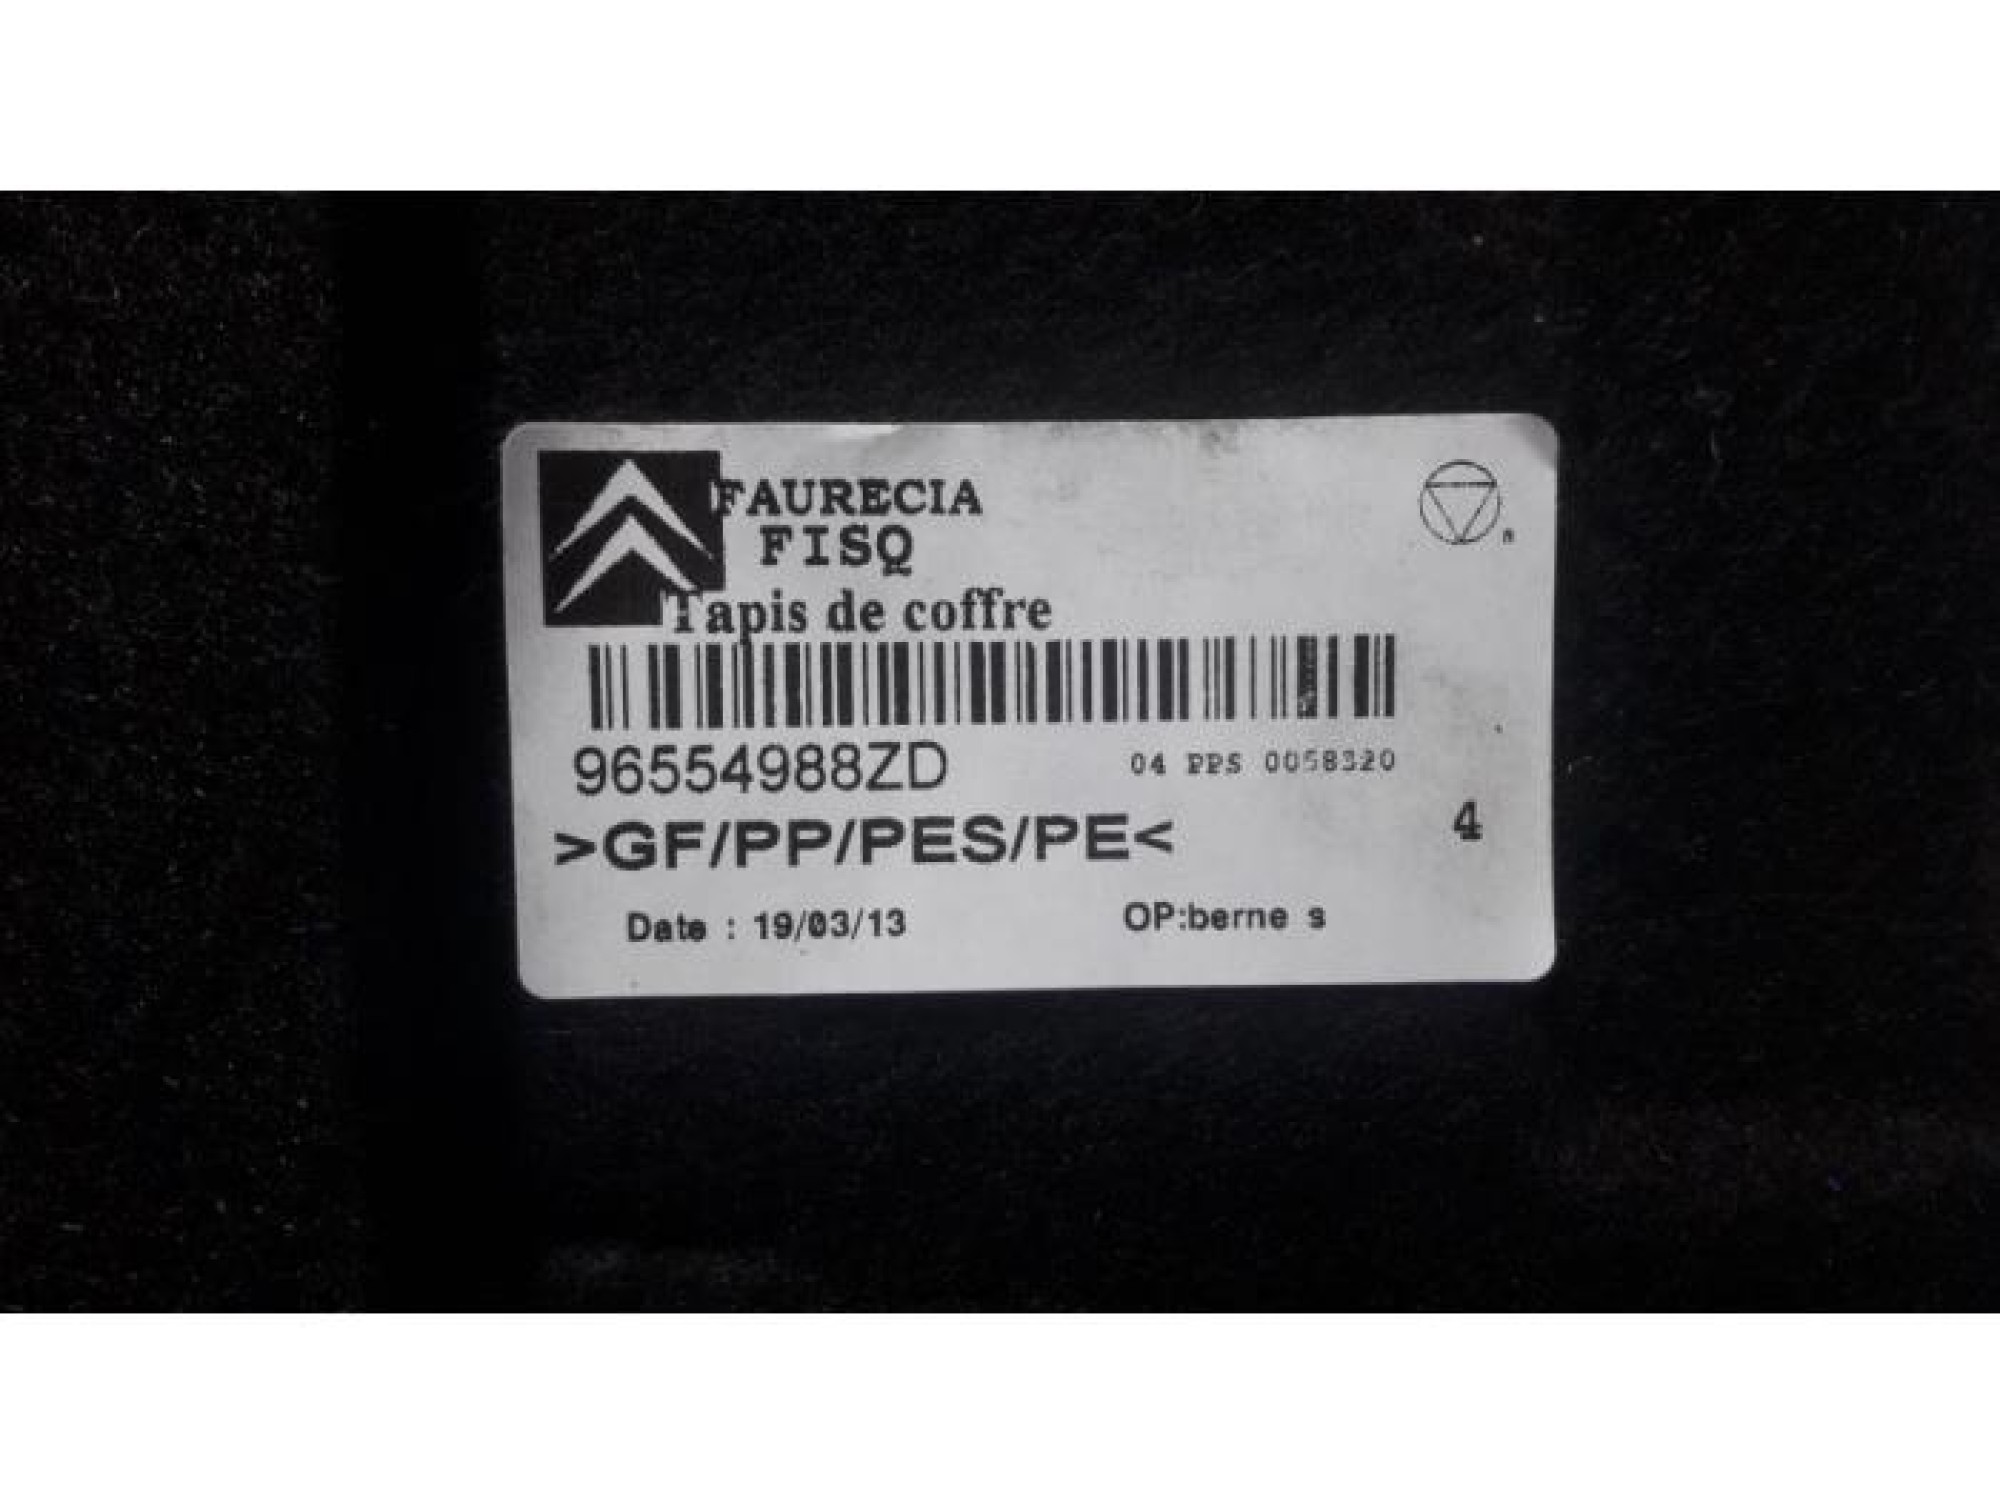 FAURECIA
FISQ
Tapis de coffre
96554988ZD
04 PPS 0058320
>GF/PP/PES/PE<
4
Date : 19/03/13
OP:berne s